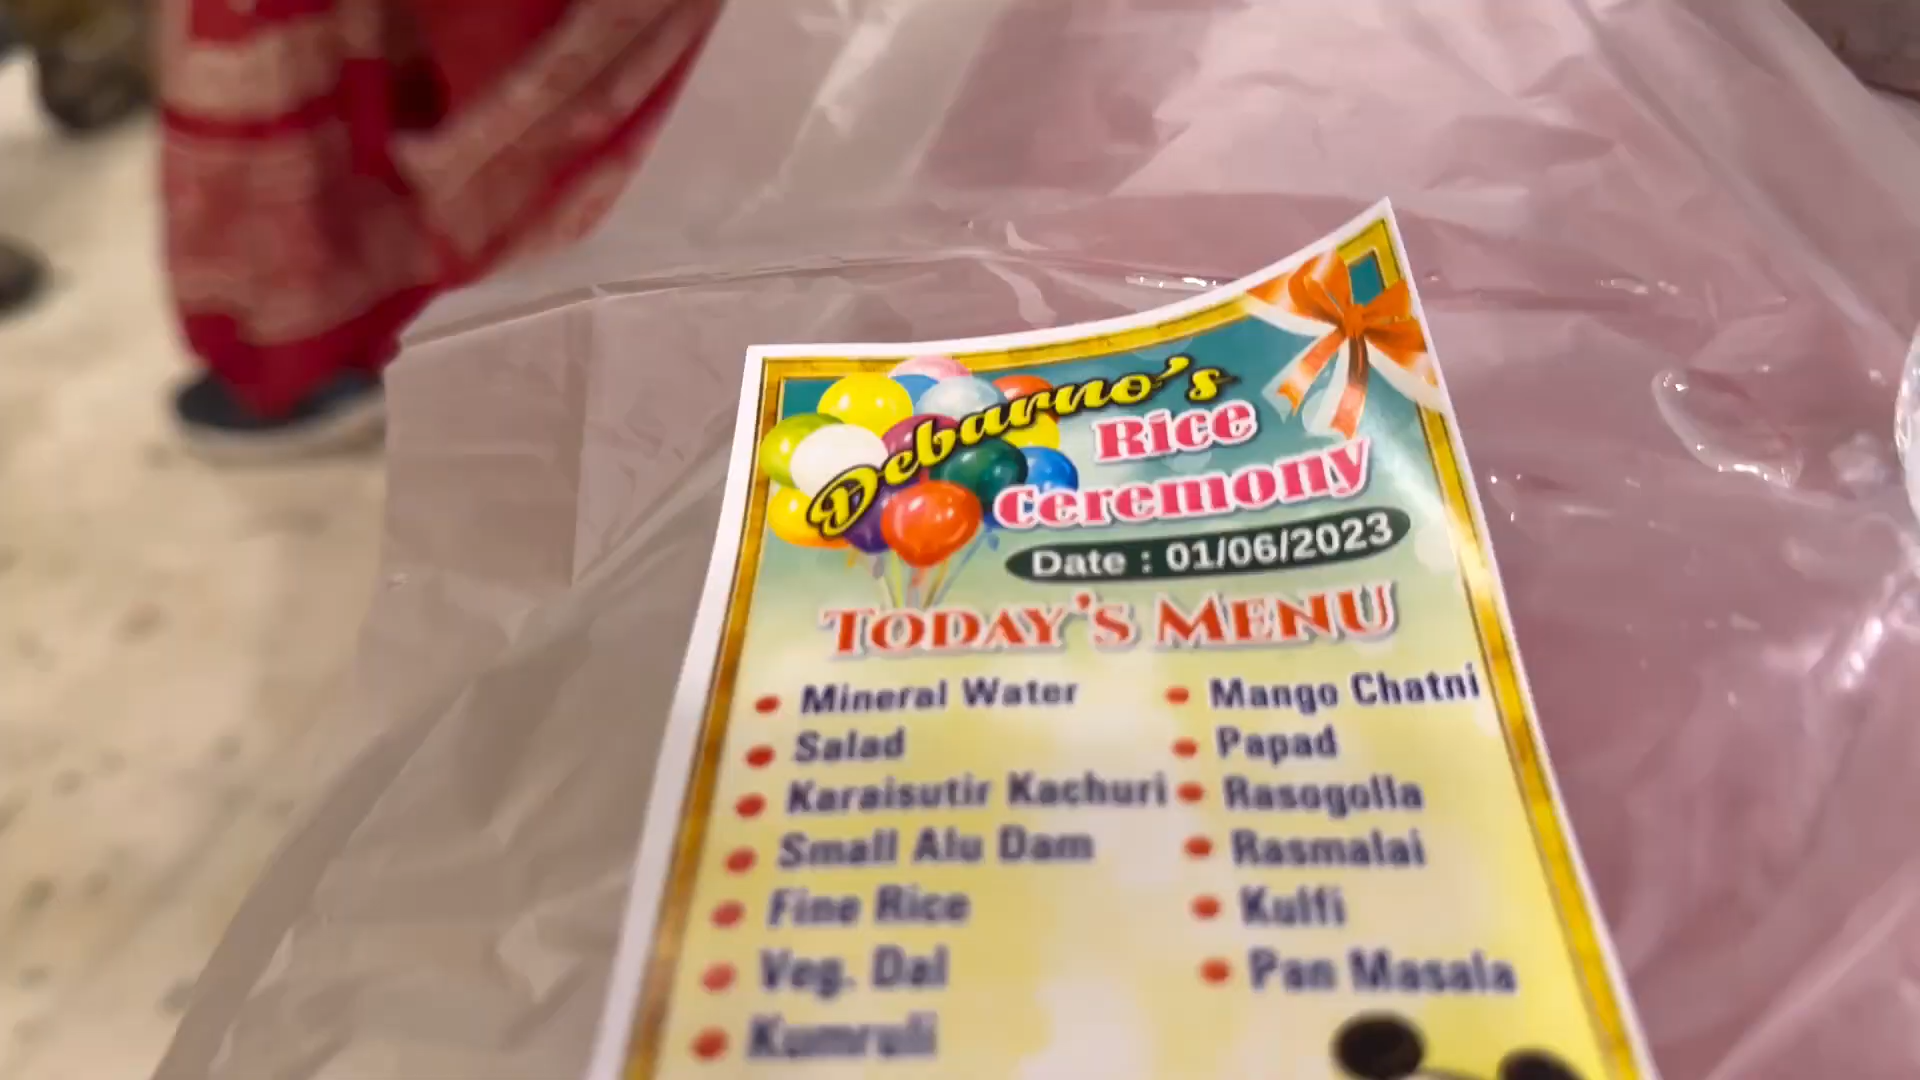 Debarno's
Rice
Ceremony
Date : 01/06/2023
TODAY'S MENU
Mineral Water
Salad
Karaisutir Kachuri
Small Alu Dam
Fine Rice
Veg. Dal
Kumruli
Mango Chatni
Papad
Rasogolla
Rasmalai
Kulfi
Pan Masala